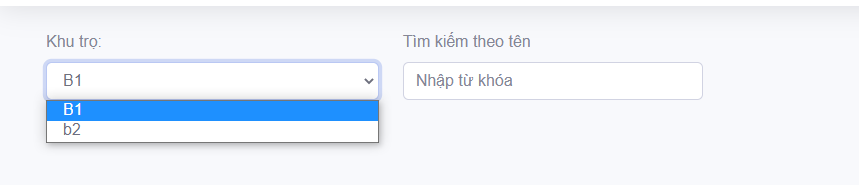 Khu trọ:
Tìm kiếm theo tên
B1
Nhập từ khóa
B1
b2